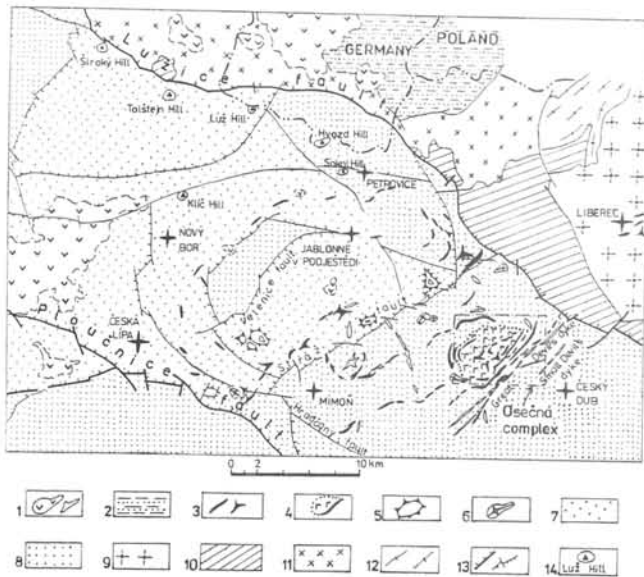 GERMANY
POLAND
Lužice fault
Široký Hill
Tolštejn Hill
Luž Hill
Hvozd Hill
Sokol Hill
PETROVICE
LIBEREC
Klíč Hill
NOVÝ BOR
JABLONNÉ PODJEŠTĚDÍ
fault
Stráž fault
ČESKÁ LÍPA
Ploučnice fault
MIMOŇ
Hradčany fault
ČESKÝ DUB
Osečná complex
dyke
0 2 10 km
1
2
3
4
5
6
7
8
9
10
11
12
13
14
Luž Hill